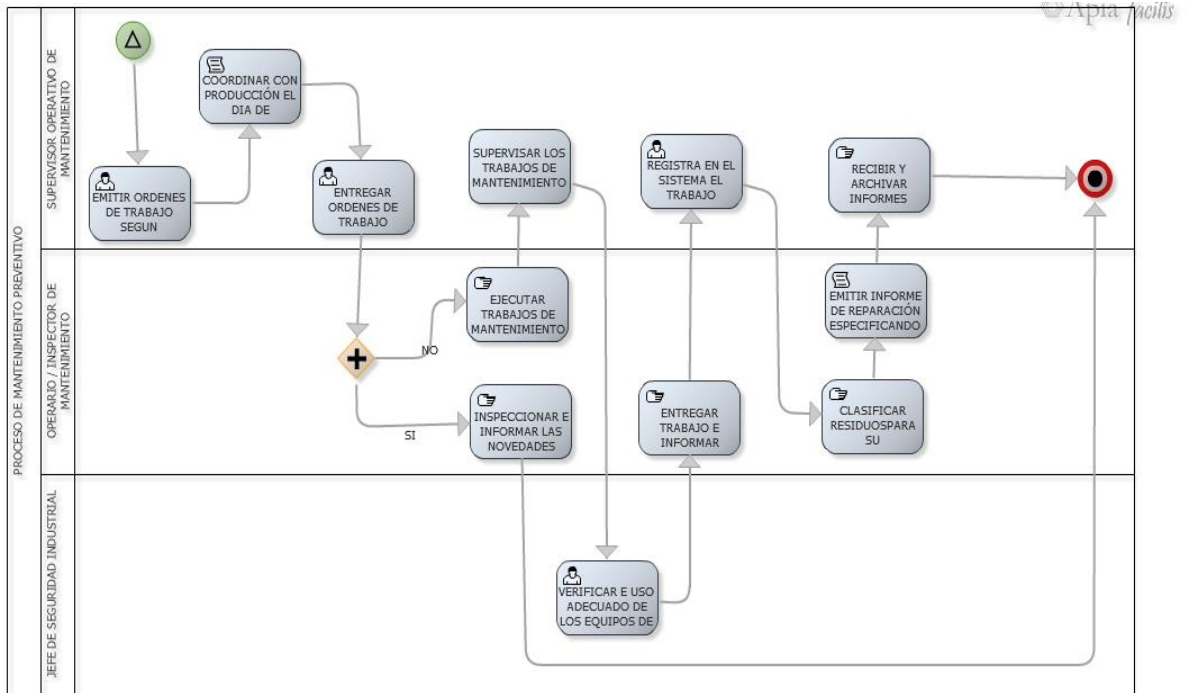 Apia facilis
PROCESO DE MANTENIMIENTO PREVENTIVO
SUPERVISOR OPERATIVO DE
MANTENIMIENTO
EMITIR ORDENES
DE TRABAJO
SEGUN
COORDINAR CON
PRODUCCIÓN EL
DIA DE
ENTREGAR
ORDENES DE
TRABAJO
SUPERVISAR LOS
TRABAJOS DE
MANTENIMIENTO
REGISTRA EN EL
SISTEMA EL
TRABAJO
RECIBIR Y
ARCHIVAR
INFORMES
OPERARIO / INSPECTOR DE
MANTENIMIENTO
NO
SI
EJECUTAR
TRABAJOS DE
MANTENIMIENTO
INSPECCIONAR E
INFORMAR LAS
NOVEDADES
ENTREGAR
TRABAJO E
INFORMAR
EMITIR INFORME
DE REPARACIÓN
ESPECIFICANDO
CLASIFICAR
RESIDUOSPARA
SU
JEFE DE SEGURIDAD INDUSTRIAL
VERIFICAR E USO
ADECUADO DE
LOS EQUIPOS DE